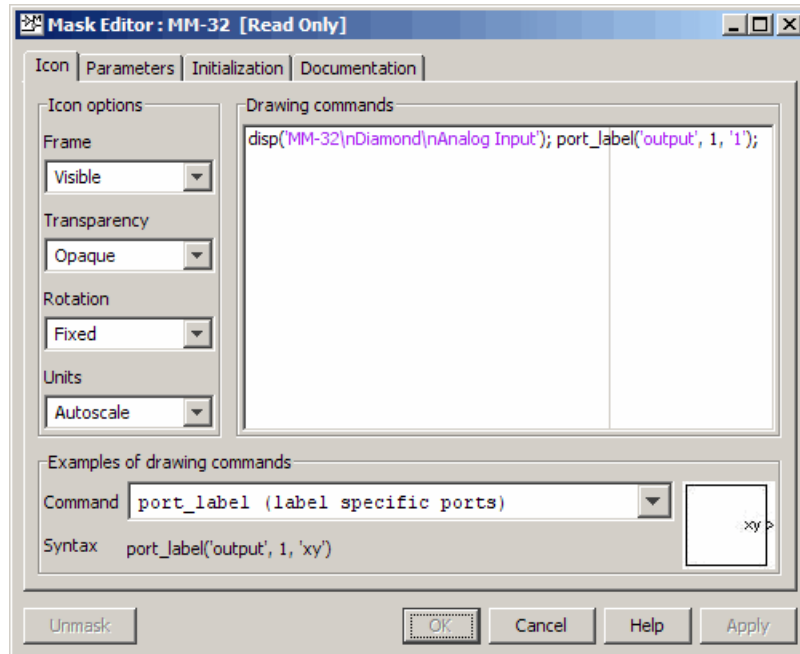 Mask Editor : MM-32 [Read Only]
Icon Parameters Initialization Documentation
Icon options
Frame
Visible
Transparency
Opaque
Rotation
Fixed
Units
Autoscale
Drawing commands
disp('MM-32\nDiamond\nAnalog Input'); port_label('output', 1, '1');
Examples of drawing commands
Command port_label (label specific ports)
Syntax port_label('output', 1, 'xy')
xy >
Unmask OK Cancel Help Apply